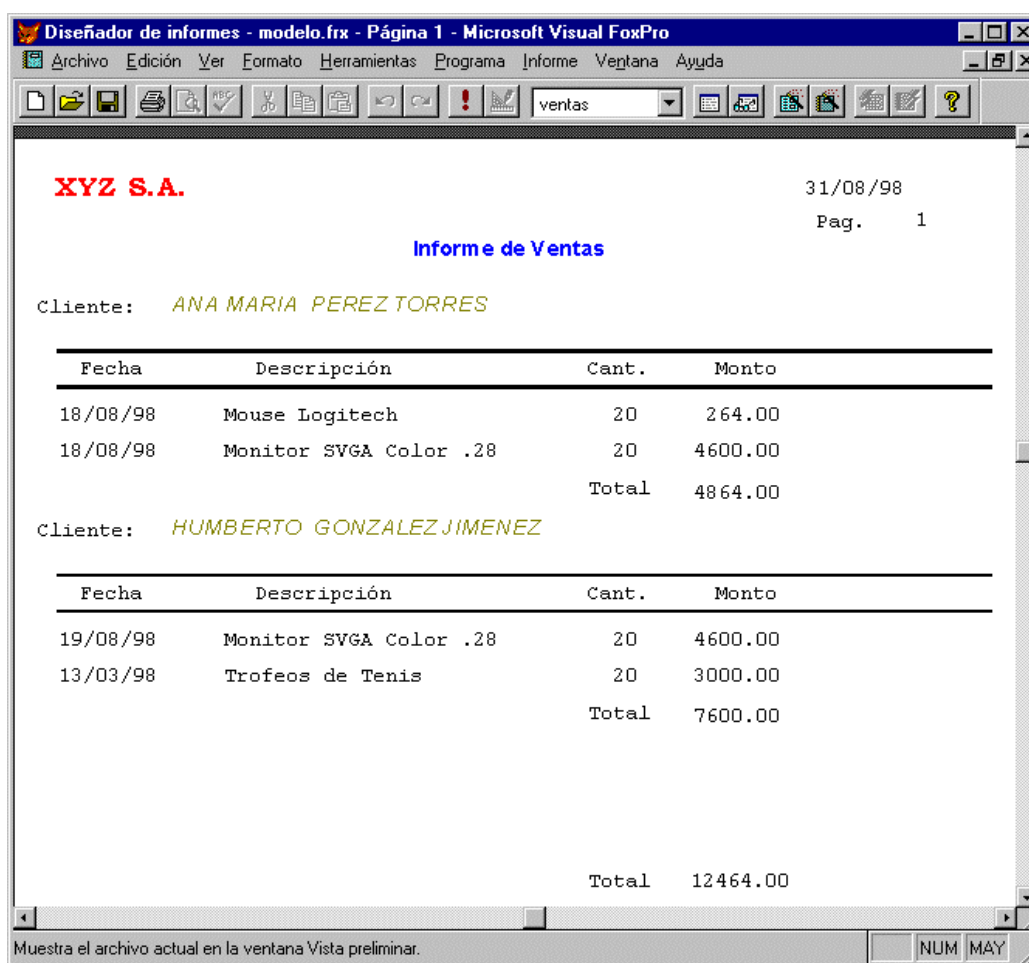 Diseñador de informes - modelo.frx - Página 1 - Microsoft Visual FoxPro
Archivo Edición Ver Formato Herramientas Programa Informe Ventana Ayuda
ABC ventas
XYZ S.A. 31/08/98
Pag. 1
Informe de Ventas
Cliente: ANA MARIA PEREZ TORRES
Fecha Descripción Cant. Monto
18/08/98 Mouse Logitech 20 264.00
18/08/98 Monitor SVGA Color .28 20 4600.00
Total 4864.00
Cliente: HUMBERTO GONZALEZ JIMENEZ
Fecha Descripción Cant. Monto
19/08/98 Monitor SVGA Color .28 20 4600.00
13/03/98 Trofeos de Tenis 20 3000.00
Total 7600.00
Total 12464.00
Muestra el archivo actual en la ventana Vista preliminar. NUM MAY